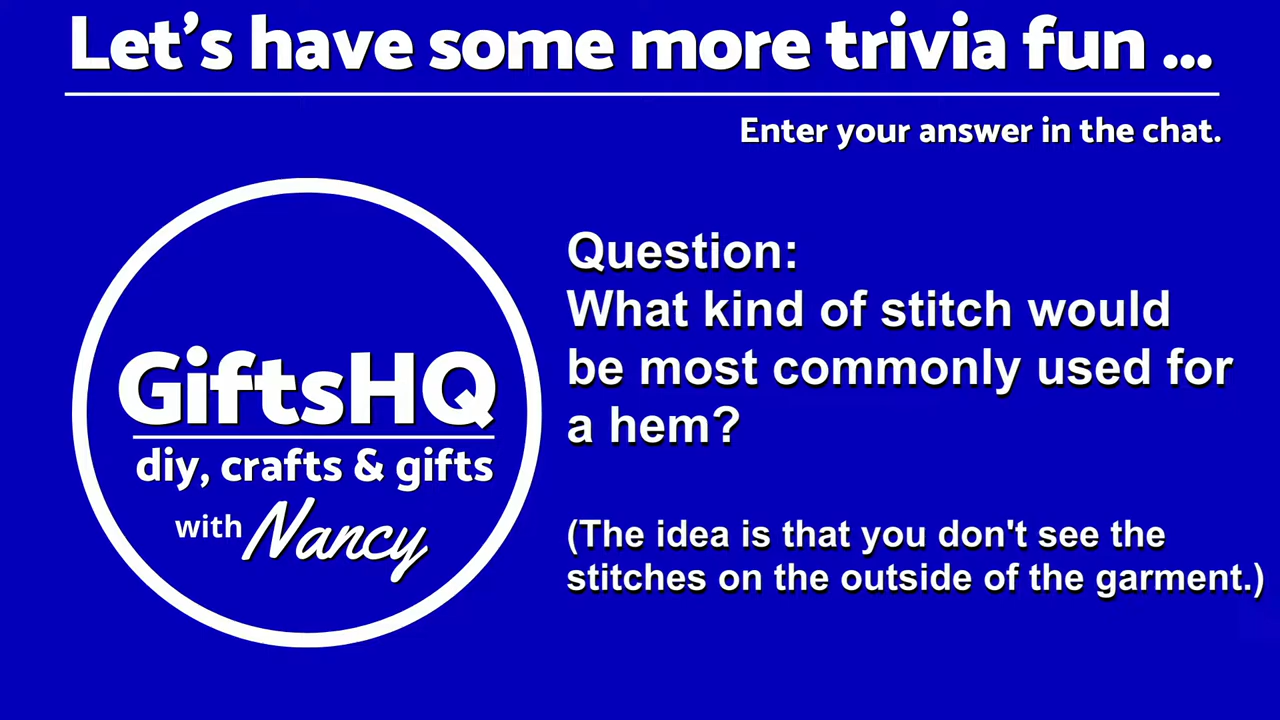 Let's have some more trivia fun ...
Enter your answer in the chat.
GiftsHQ
diy, crafts & gifts
with Nancy
Question:
What kind of stitch would
be most commonly used for
a hem?
(The idea is that you don't see the
stitches on the outside of the garment.)